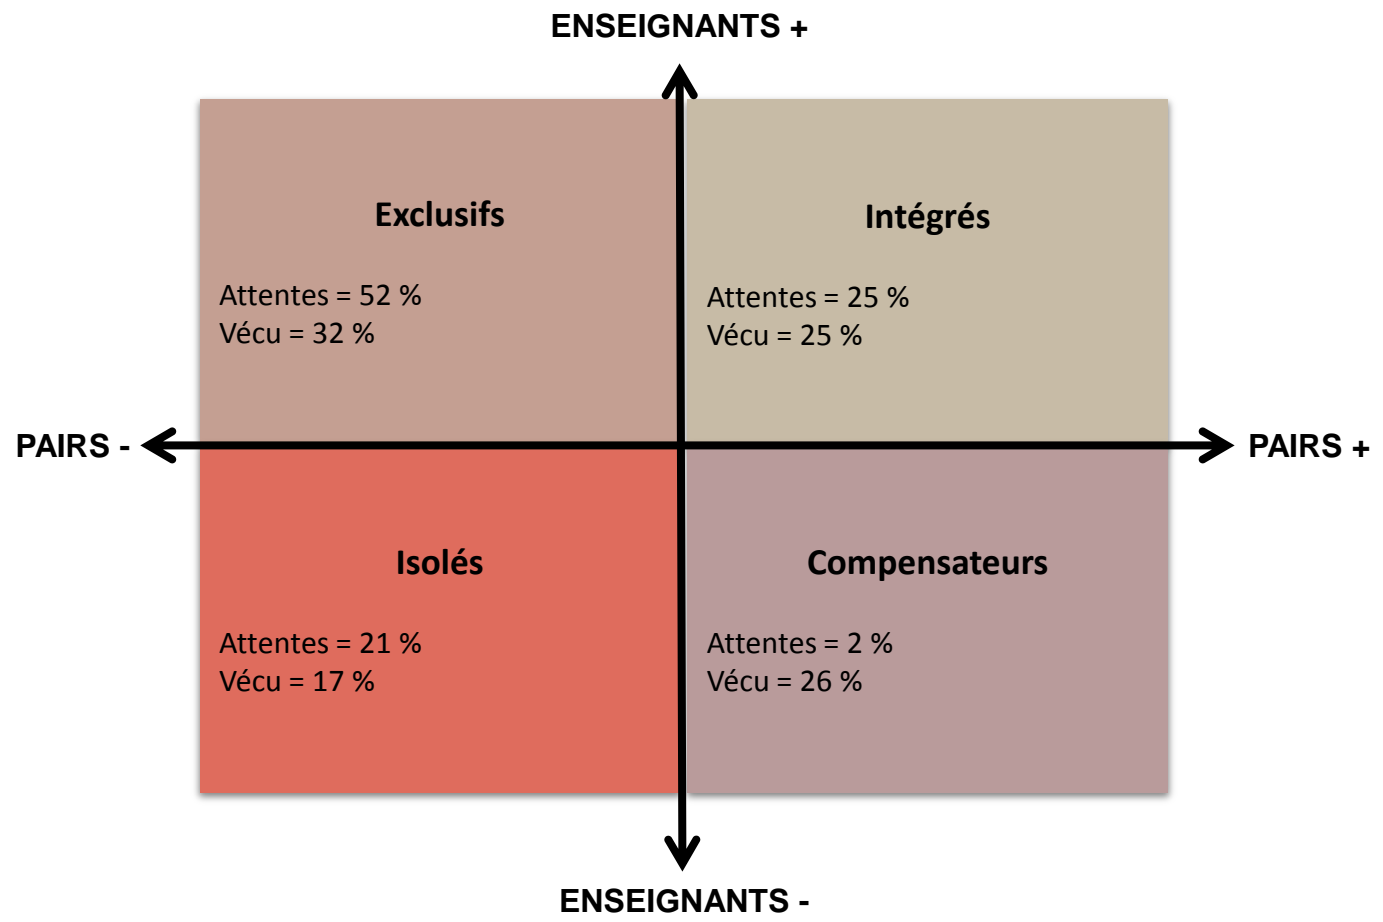 ENSEIGNANTS +
Exclusifs
Attentes = 52 %
Vécu = 32 %
Intégrés
Attentes = 25 %
Vécu = 25 %
PAIRS -
PAIRS +
Isolés
Attentes = 21 %
Vécu = 17 %
Compensateurs
Attentes = 2 %
Vécu = 26 %
ENSEIGNANTS -